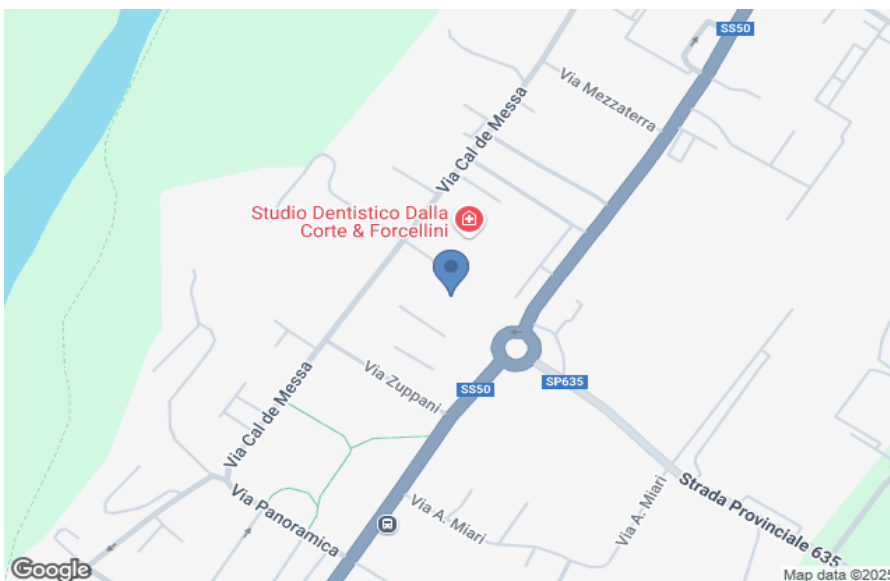 SS50
Via Mezzaterra
Via Cal de Messa
Studio Dentistico Dalla
Corte & Forcellini
SS50
SP635
Via Zuppani
Via Cal de Messa
Via Panoramica
Via A. Miari
Via A. Miari
Strada Provinciale 635
Google
Map data ©2025